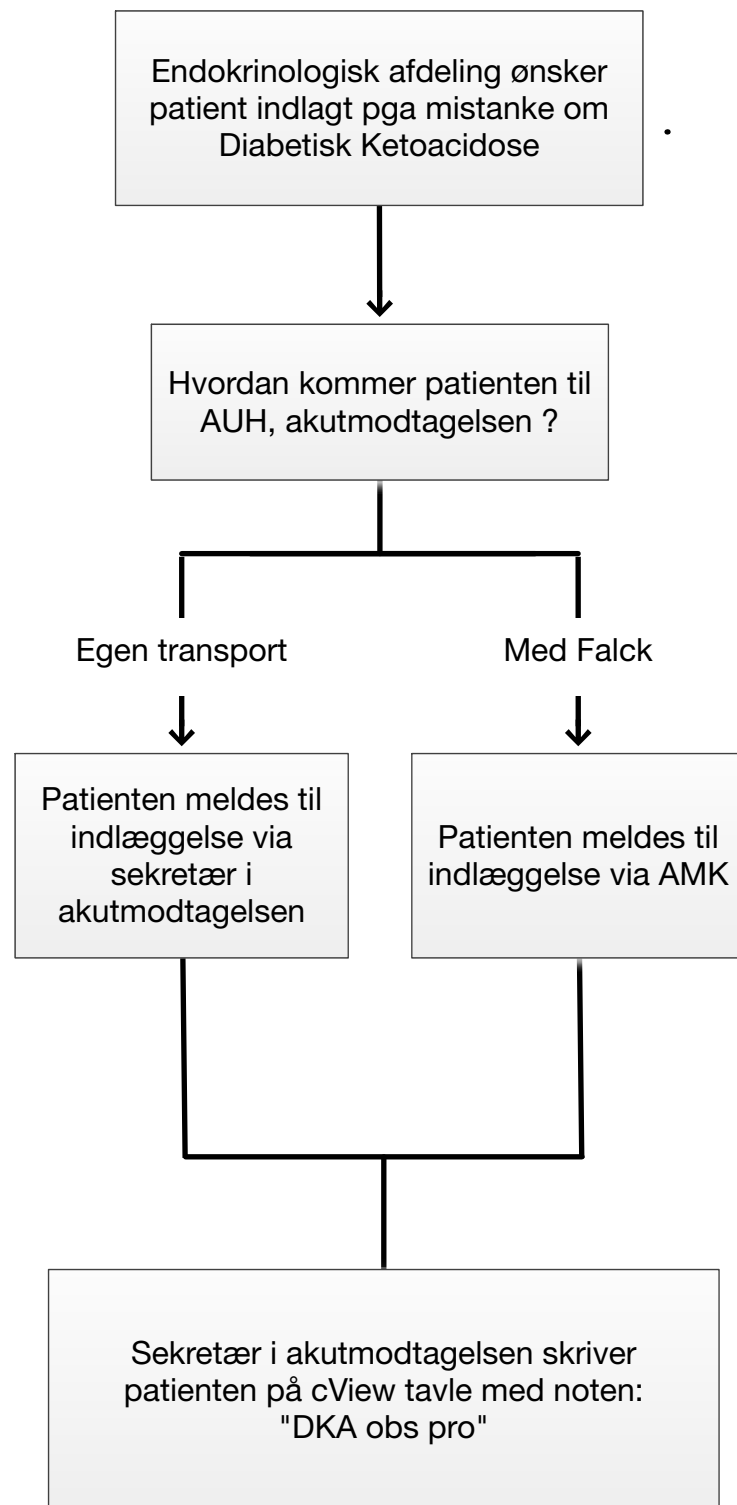 Endokrinologisk afdeling ønsker
patient indlagt pga mistanke om
Diabetisk Ketoacidose
.
Hvordan kommer patienten til
AUH, akutmodtagelsen ?
Egen transport
Med Falck
Patienten meldes til
indlæggelse via
sekretær i
akutmodtagelsen
Patienten meldes til
indlæggelse via AMK
Sekretær i akutmodtagelsen skriver
patienten på cView tavle med noten:
"DKA obs pro"